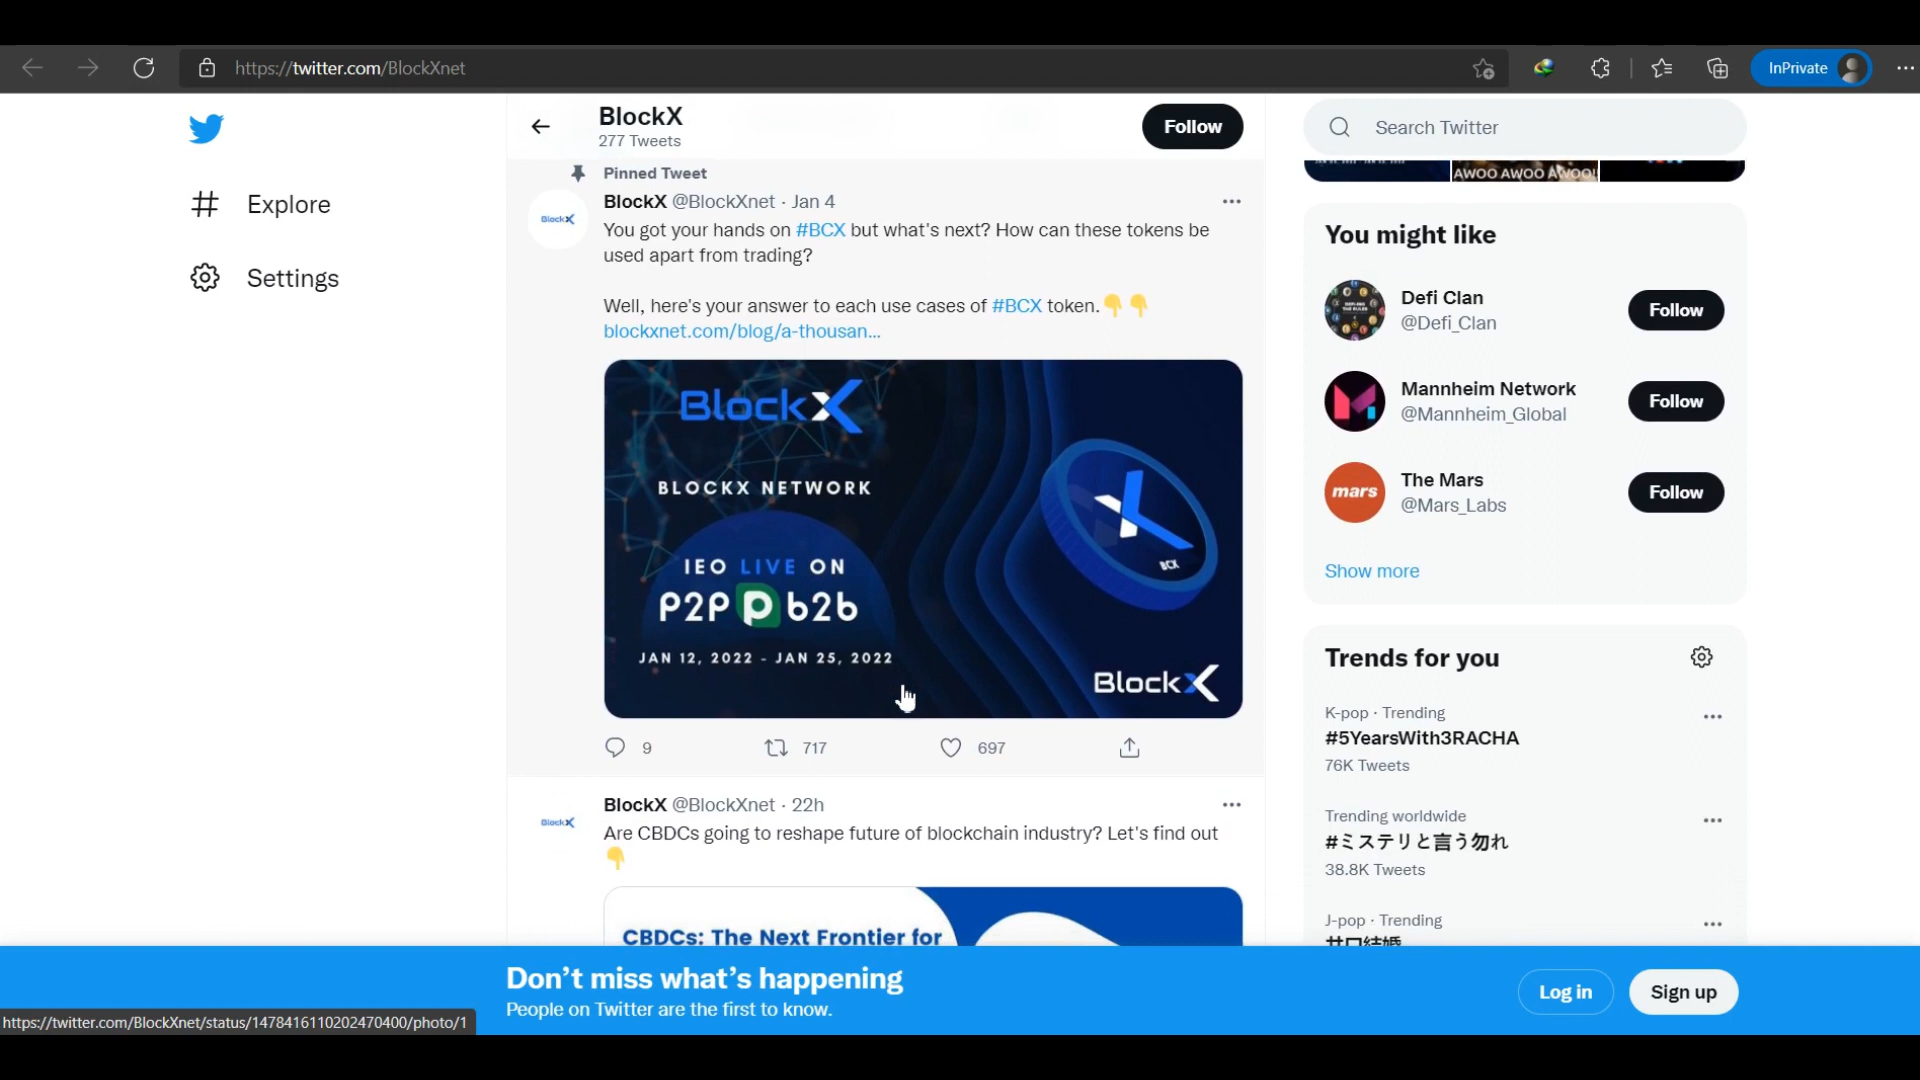 https://twitter.com/BlockXnet
InPrivate
BlockX
277 Tweets
Follow
Search Twitter
Explore
Settings
Pinned Tweet
BlockX @BlockXnet · Jan 4
You got your hands on #BCX but what's next? How can these tokens be
used apart from trading?
Well, here's your answer to each use cases of #BCX token.👇👇
blockxnet.com/blog/a-thousan...
BlockX
BLOCKX NETWORK
IEO LIVE ON
P2P b2b
JAN 12, 2022 - JAN 25, 2022
BCX
BlockX
9 717 697
BlockX
BlockX @BlockXnet · 22h
BlockX
Are CBDCs going to reshape future of blockchain industry? Let's find out
👇
CBDCs: The Next Frontier for
AWOO AWOO AWOO!
You might like
Defi Clan
@Defi_Clan
Follow
Mannheim Network
@Mannheim_Global
Follow
mars
The Mars
@Mars_Labs
Follow
Show more
Trends for you
K-pop · Trending
#5YearsWith3RACHA
76K Tweets
Trending worldwide
#ミステリと言う勿れ
38.8K Tweets
J-pop · Trending
Don't miss what's happening
People on Twitter are the first to know.
Log in
Sign up
https://twitter.com/BlockXnet/status/1478416110202470400/photo/1